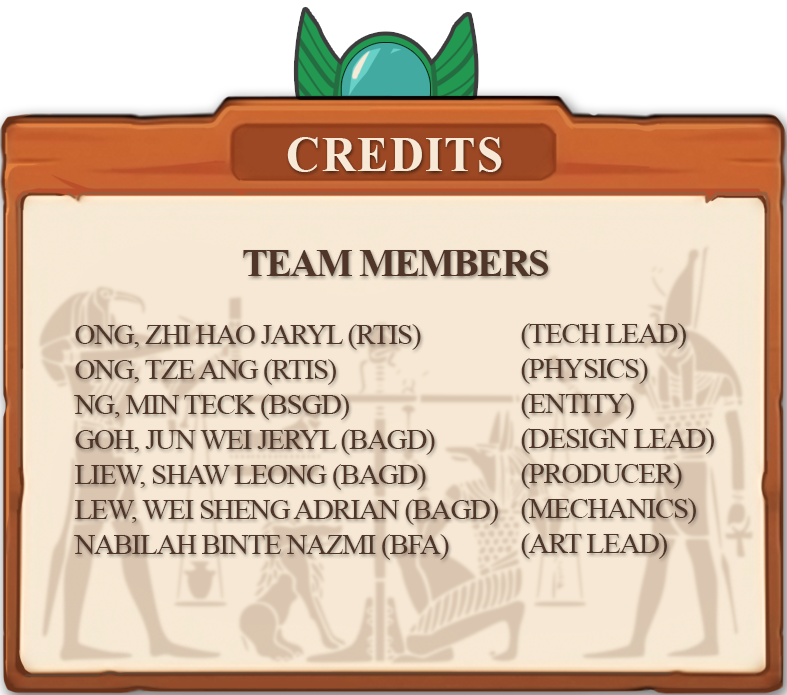 CREDITS
TEAM MEMBERS
ONG, ZHI HAO JARYL (RTIS) (TECH LEAD)
ONG, TZE ANG (RTIS) (PHYSICS)
NG, MIN TECK (BSGD) (ENTITY)
GOH, JUN WEI JERYL (BAGD) (DESIGN LEAD)
LIEW, SHAW LEONG (BAGD) (PRODUCER)
LEW, WEI SHENG ADRIAN (BAGD) (MECHANICS)
NABILAH BINTE NAZMI (BFA) (ART LEAD)